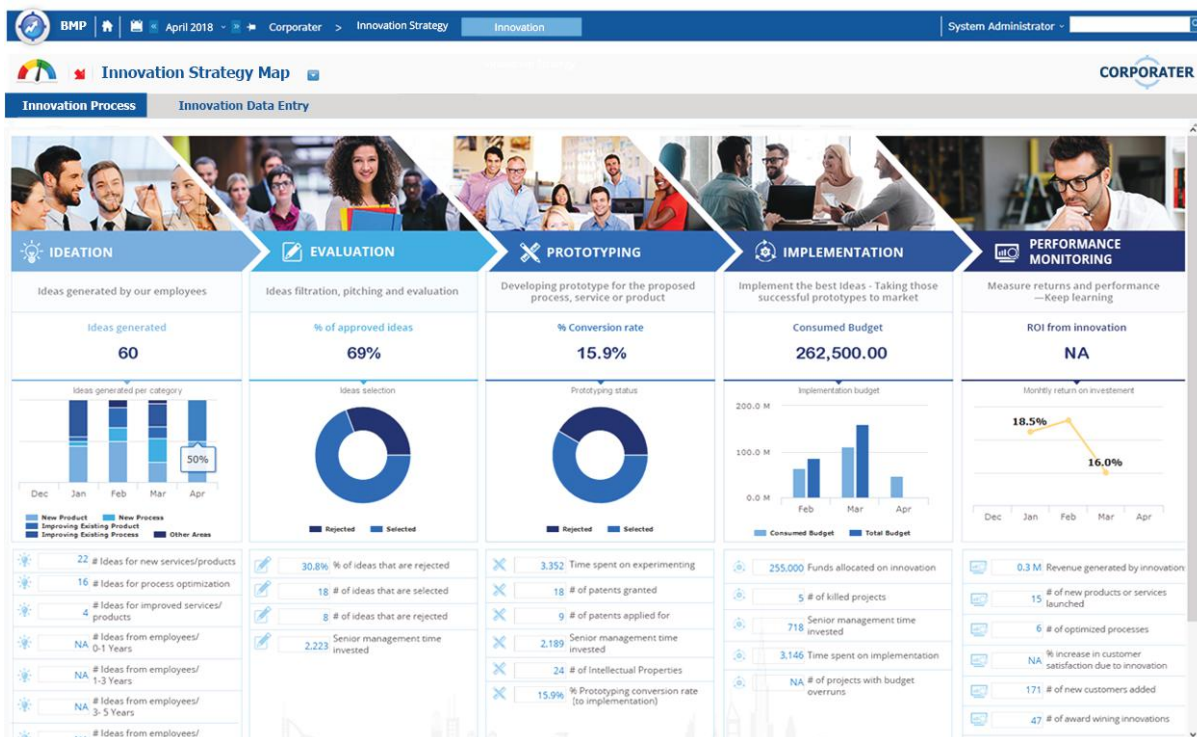 BMP
April 2018
Corporater > Innovation Strategy
Innovation
System Administrator
Innovation Strategy Map
CORPORATER
Innovation Process
Innovation Data Entry
IDEATION
Ideas generated by our employees
Ideas generated
60
Ideas generated per category
50%
Dec Jan Feb Mar Apr
New Product New Process
Improving Existing Product
Improving Existing Process Other Areas
22 # Ideas for new services/products
16 # Ideas for process optimization
4 # Ideas for improved services/
products
NA # Ideas from employees/
0-1 Years
NA # Ideas from employees/
1-3 Years
NA # Ideas from employees/
3- 5 Years
# Ideas from employees/
EVALUATION
Ideas filtration, pitching and evaluation
% of approved ideas
69%
Ideas selection
Rejected Selected
30.8% % of ideas that are rejected
18 # of ideas that are selected
8 # of ideas that are rejected
2,223 Senior management time
invested
PROTOTYPING
Developing prototype for the proposed
process, service or product
% Conversion rate
15.9%
Prototyping status
Rejected Selected
3,352 Time spent on experimenting
18 # of patents granted
9 # of patents applied for
2,189 Senior management time
invested
24 # of Intellectual Properties
15.9% % Prototyping conversion rate
(to implementation)
IMPLEMENTATION
Implement the best Ideas - Taking those
successful prototypes to market
Consumed Budget
262,500.00
Implementation budget
200.0 M
100.0 M
0.0 M
Feb Mar Apr
Consumed Budget Total Budget
255,000 Funds allocated on innovation
5 # of killed projects
718 Senior management time
invested
3,146 Time spent on implementation
NA # of projects with budget
overruns
PERFORMANCE
MONITORING
Measure returns and performance
—Keep learning
ROI from innovation
NA
Monhtly return on investement
18.5%
16.0%
Dec Jan Feb Mar Apr
0.3 M Revenue generated by innovation
15 # of new products or services
launched
6 # of optimized processes
NA % increase in customer
satisfaction due to innovation
171 # of new customers added
47 # of award wining innovations